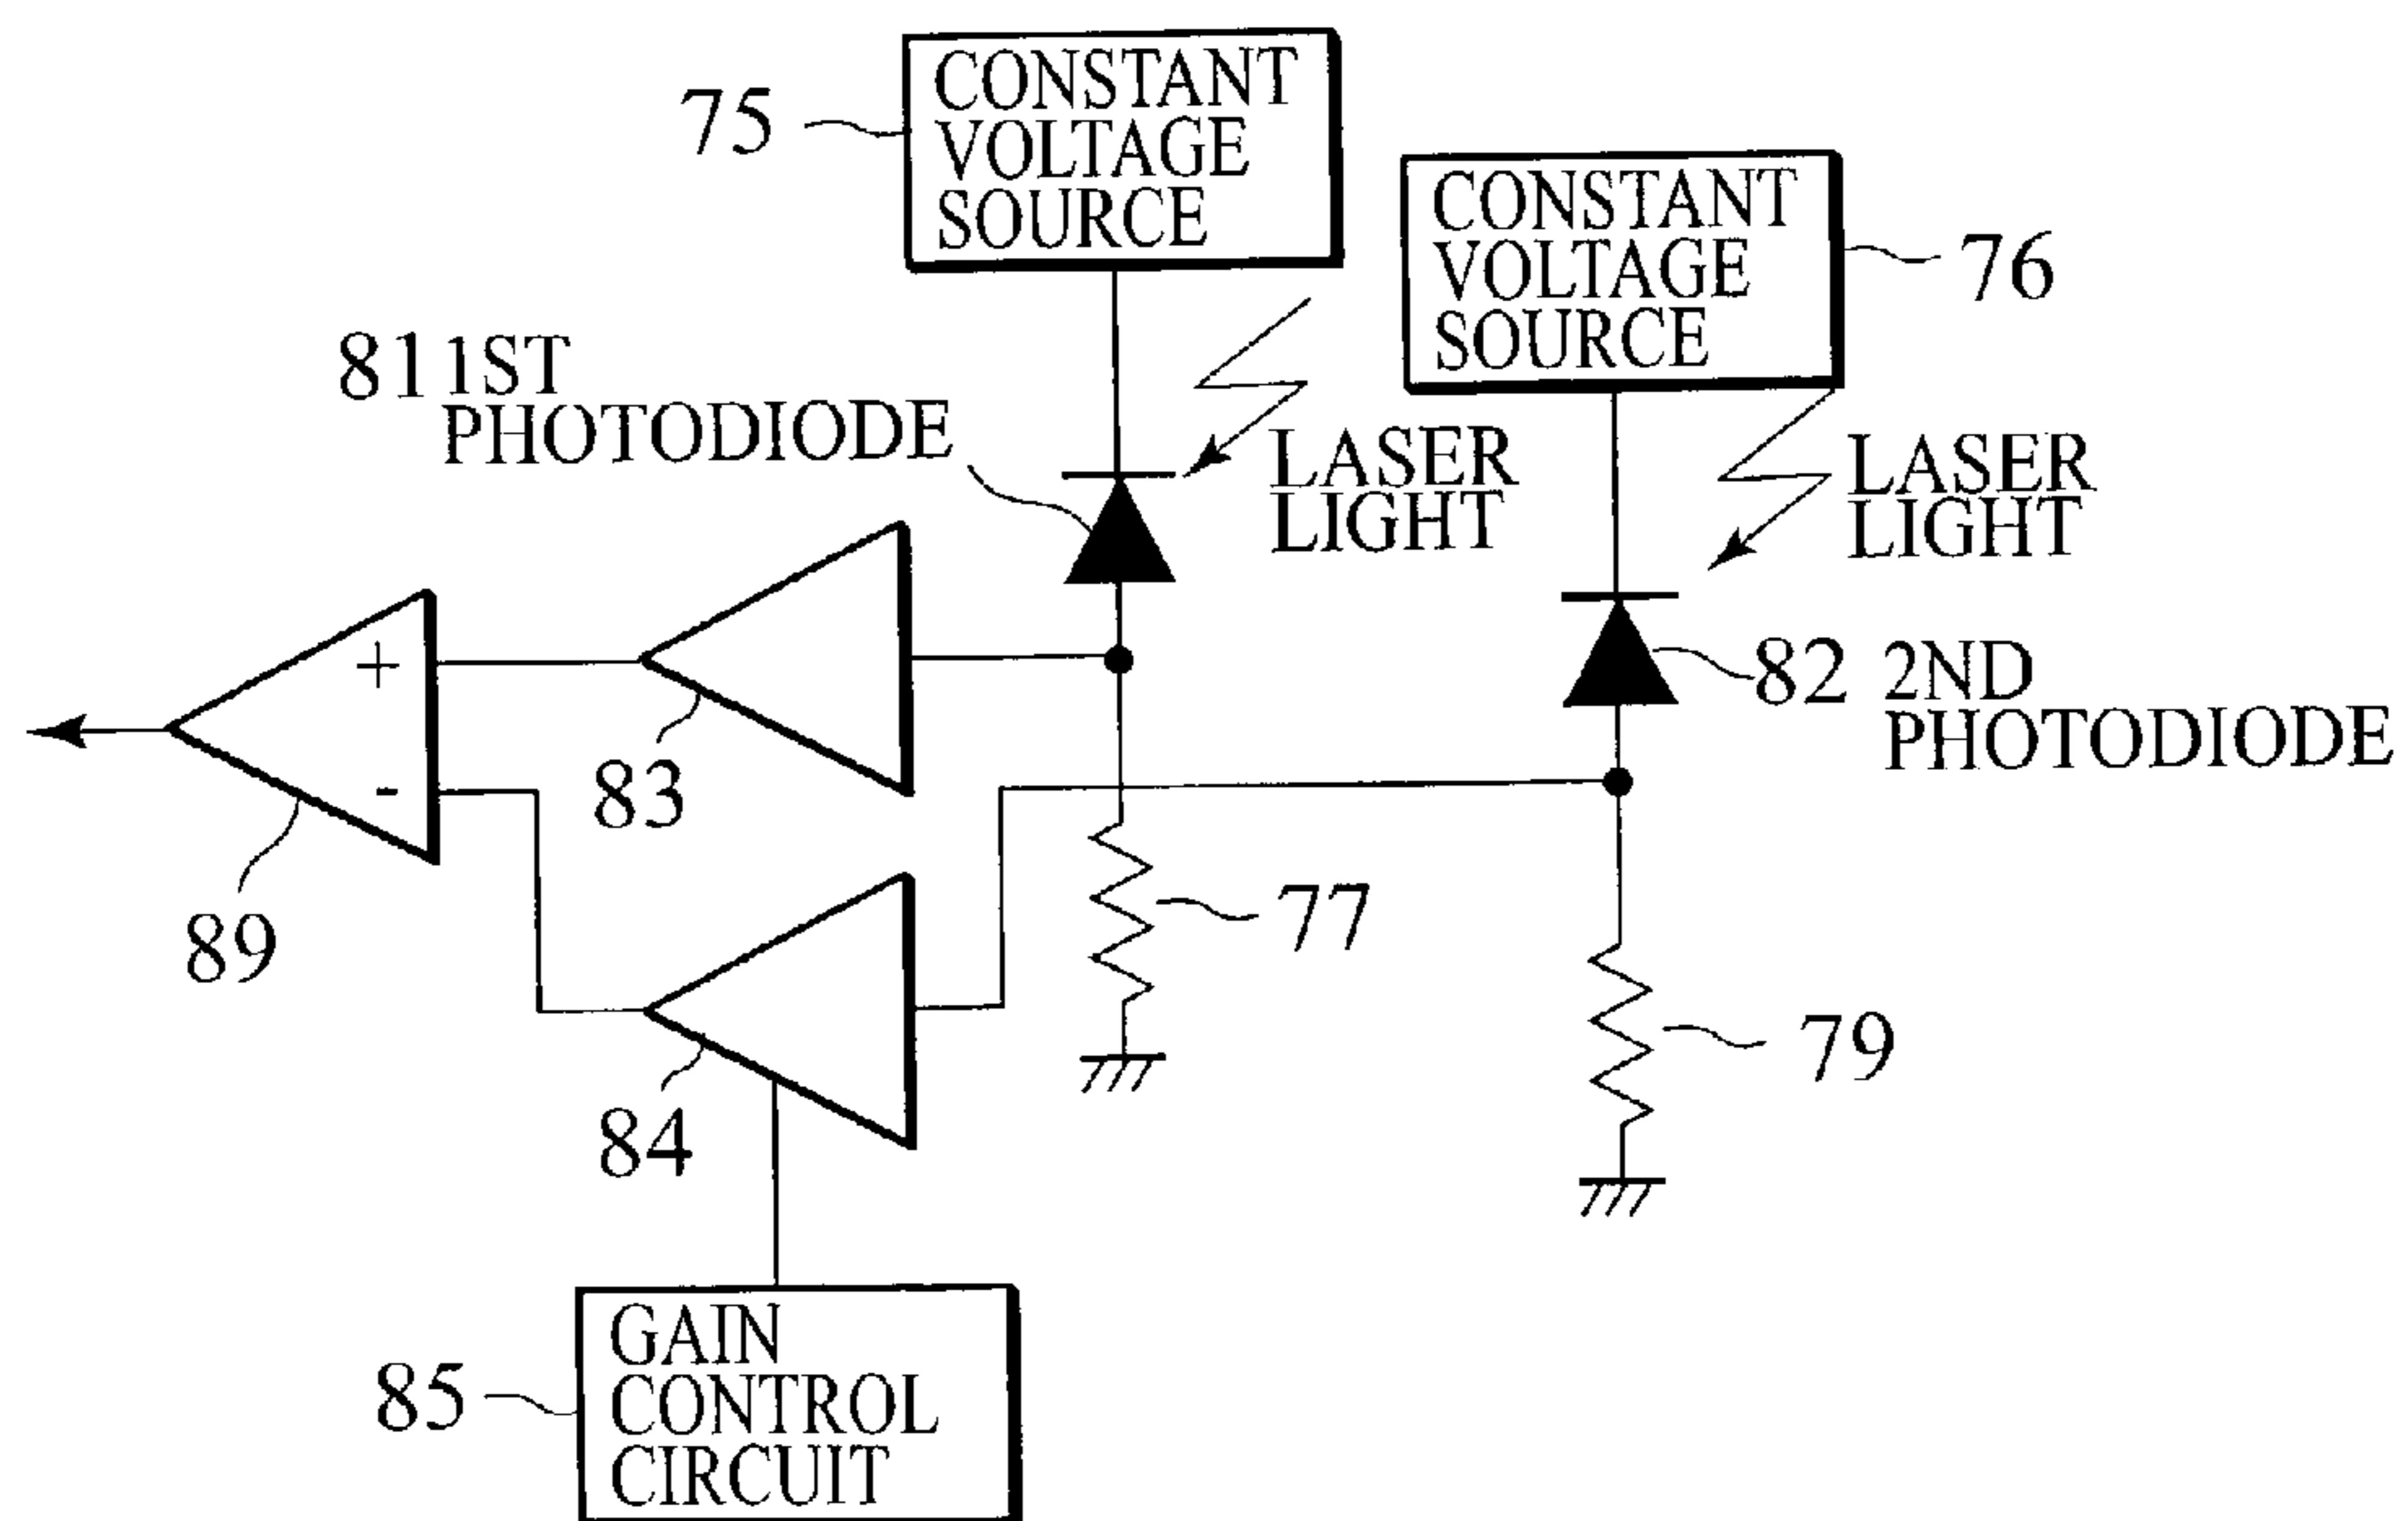 CONSTANT
VOLTAGE
SOURCE
75
CONSTANT
VOLTAGE
SOURCE
76
81 1ST
PHOTODIODE
LASER
LIGHT
LASER
LIGHT
82 2ND
PHOTODIODE
+
-
83
89
77
84
79
85
GAIN
CONTROL
CIRCUIT